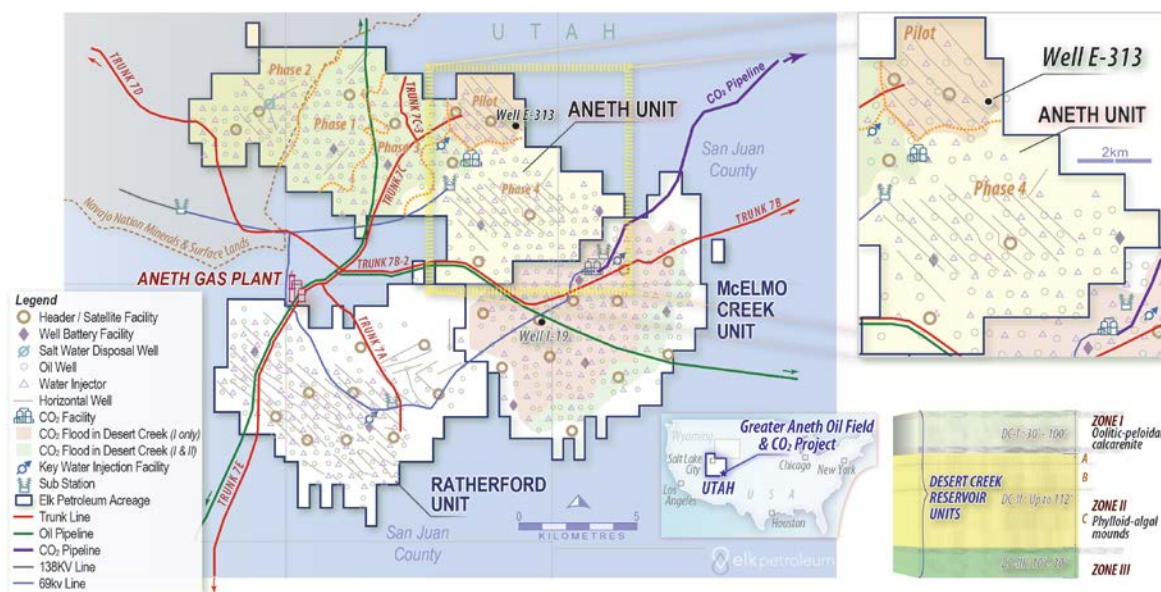 UTAH
TRUNK 7D
Phase 2
Phase 1
Phase 3
TRUNK 7C-3
TRUNK 7C
Pilot
Well E-313
ANETH UNIT
CO₂ Pipeline
San Juan
County
Phase 4
Navajo Nation Minerals & Surface Lands
TRUNK 7B
TRUNK 7B-2
ANETH GAS PLANT
McELMO
CREEK
UNIT
Well I-19
TRUNK 7A
TRUNK 7E
RATHERFORD
UNIT
San Juan
County
5 0 5
KILOMETRES
elkpetroleum
Legend
Header / Satellite Facility
Well Battery Facility
Salt Water Disposal Well
Oil Well
Water Injector
Horizontal Well
CO₂ Facility
CO₂ Flood in Desert Creek (I only)
CO₂ Flood in Desert Creek (I & II)
Key Water Injection Facility
Sub Station
Elk Petroleum Acreage
Trunk Line
Oil Pipeline
CO₂ Pipeline
138KV Line
69kv Line
Pilot
Well E-313
ANETH UNIT
2km
Phase 4
Greater Aneth Oil Field
& CO₂ Project
Wyoming
Salt Lake
City
UTAH
Chicago
New York
Los
Angeles
USA
Houston
DESERT CREEK
RESERVOIR
UNITS
DC-I: ~30' - 100'
DC-II: Up to 112'
ZONE I
Oolitic-peloidal
calcarenite
A
B
C
ZONE II
Phylloid-algal
mounds
ZONE III